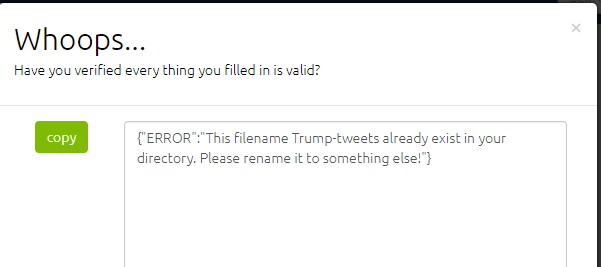 Whoops...
×
Have you verified every thing you filled in is valid?
copy
{"ERROR":"This filename Trump-tweets already exist in your
directory. Please rename it to something else!"}